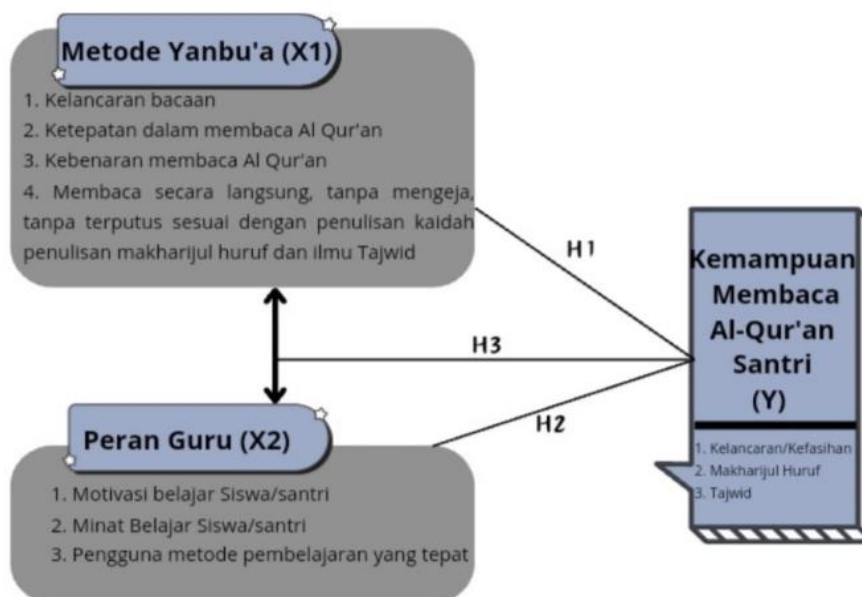 Metode Yanbu'a (X1)
1. Kelancaran bacaan
2. Ketepatan dalam membaca Al Qur'an
3. Kebenaran membaca Al Qur'an
4. Membaca secara langsung, tanpa mengeja,
tanpa terputus sesuai dengan penulisan kaidah
penulisan makharijul huruf dan ilmu Tajwid
H1
H3
H2
Kemampuan
Membaca
Al-Qur'an
Santri
(Y)
1. Kelancaran/Kefasihan
2. Makharijul Huruf
3. Tajwid
Peran Guru (X2)
1. Motivasi belajar Siswa/santri
2. Minat Belajar Siswa/santri
3. Pengguna metode pembelajaran yang tepat